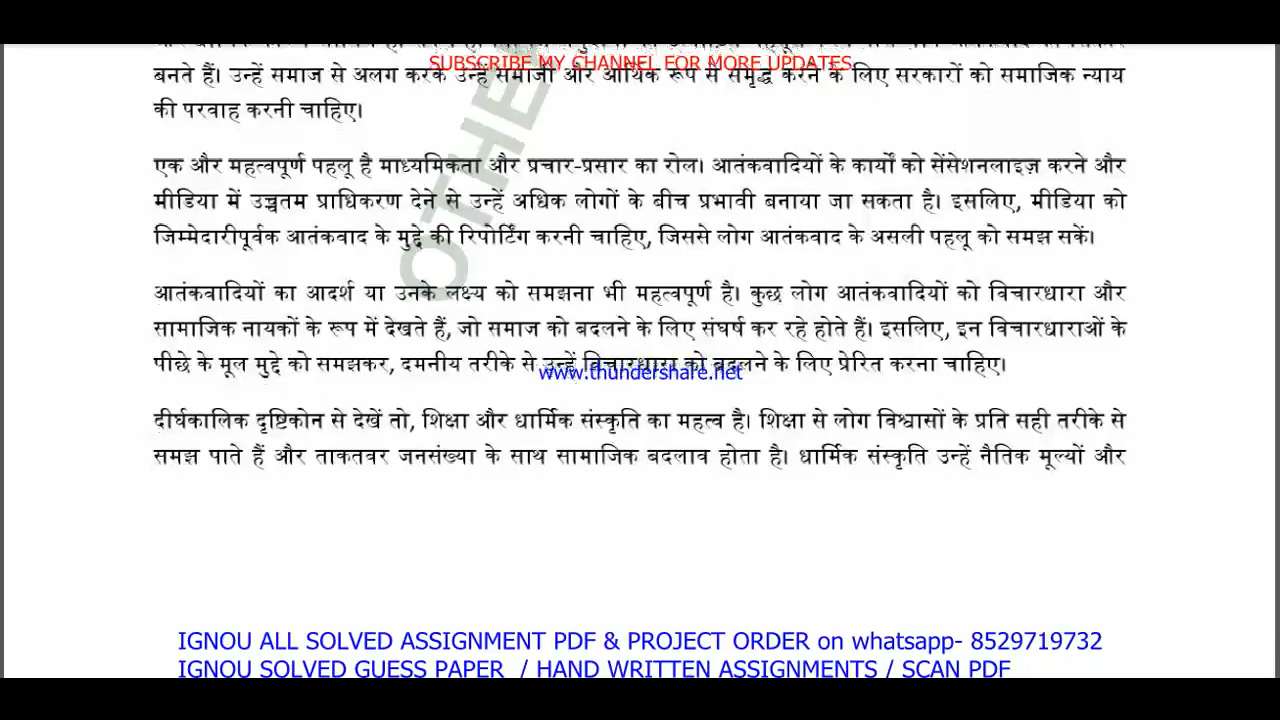 SUBSCRIBE MY CHANNEL FOR MORE UPDATES
बनते हैं। उन्हें समाज से अलग करके उन्हें समाजी और आर्थिक रूप से समृद्ध करने के लिए सरकारों को समाजिक न्याय
की परवाह करनी चाहिए।
OTHE
एक और महत्वपूर्ण पहलू है माध्यमिकता और प्रचार-प्रसार का रोल। आतंकवादियों के कार्यों को सेंसेशनलाइज़ करने और
मीडिया में उच्चतम प्राधिकरण देने से उन्हें अधिक लोगों के बीच प्रभावी बनाया जा सकता है। इसलिए, मीडिया को
जिम्मेदारीपूर्वक आतंकवाद के मुद्दे की रिपोर्टिंग करनी चाहिए, जिससे लोग आतंकवाद के असली पहलू को समझ सकें।
आतंकवादियों का आदर्श या उनके लक्ष्य को समझना भी महत्वपूर्ण है। कुछ लोग आतंकवादियों को विचारधारा और
सामाजिक नायकों के रूप में देखते हैं, जो समाज को बदलने के लिए संघर्ष कर रहे होते हैं। इसलिए, इन विचारधाराओं के
पीछे के मूल मुद्दे को समझकर, दमनीय तरीके से उन्हें विचारधारा को बदलने के लिए प्रेरित करना चाहिए।
www.thundershare.net
दीर्घकालिक दृष्टिकोन से देखें तो, शिक्षा और धार्मिक संस्कृति का महत्व है। शिक्षा से लोग विश्वासों के प्रति सही तरीके से
समझ पाते हैं और ताकतवर जनसंख्या के साथ सामाजिक बदलाव होता है। धार्मिक संस्कृति उन्हें नैतिक मूल्यों और
IGNOU ALL SOLVED ASSIGNMENT PDF & PROJECT ORDER on whatsapp- 8529719732
IGNOU SOLVED GUESS PAPER / HAND WRITTEN ASSIGNMENTS / SCAN PDF